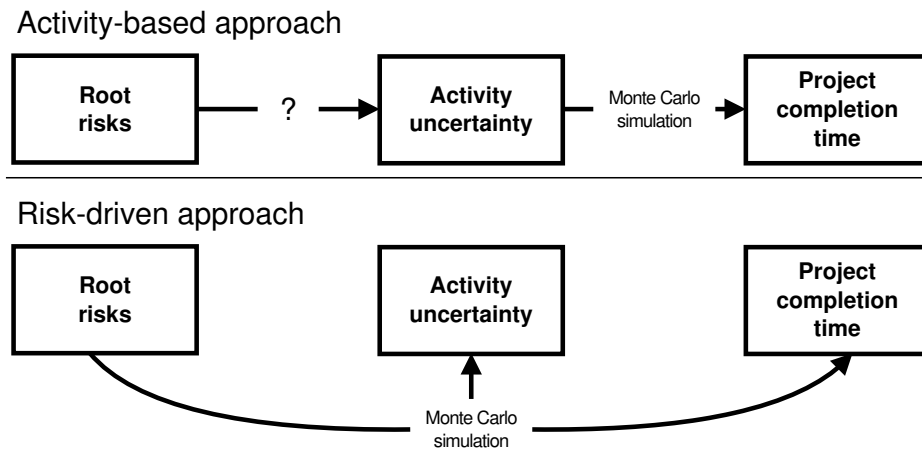 Activity-based approach
Root
risks
?
Activity
uncertainty
Monte Carlo
simulation
Project
completion
time
Risk-driven approach
Root
risks
Activity
uncertainty
Project
completion
time
Monte Carlo
simulation